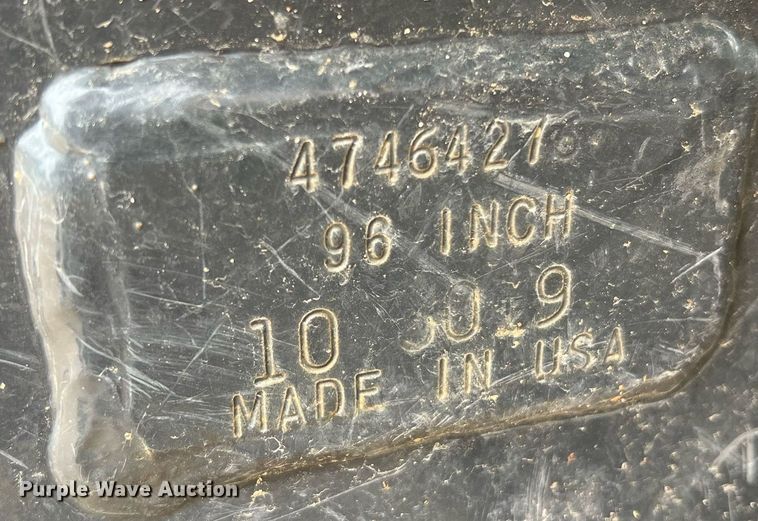 4746427
96 INCH
10
MADE IN USA
Purple Wave Auction